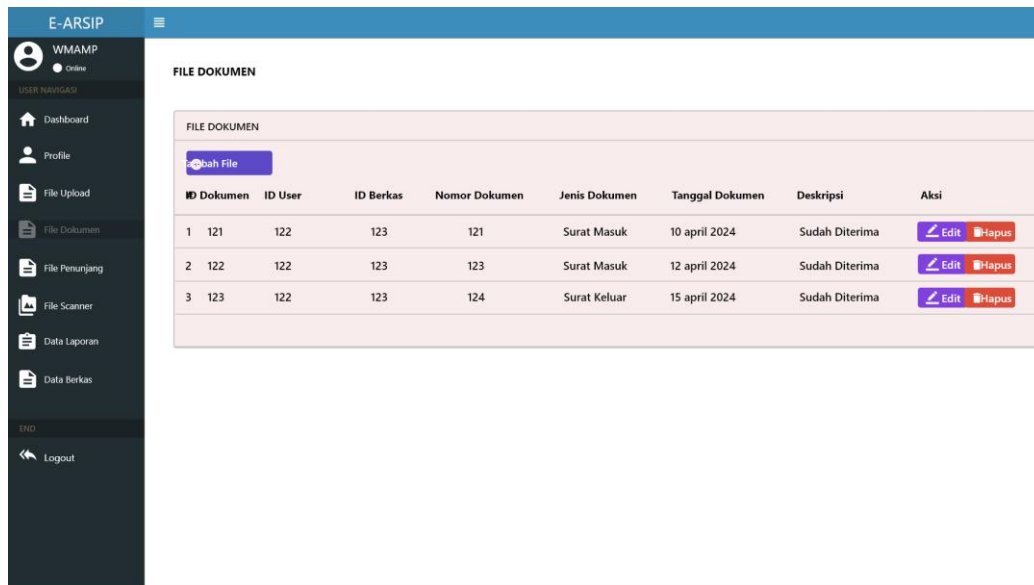 E-ARSIP
WMAMP
Online
USER NAVIGASI
Dashboard
Profile
File Upload
File Dokumen
File Penunjang
File Scanner
Data Laporan
Data Berkas
END
Logout
FILE DOKUMEN
FILE DOKUMEN
bah File
ID Dokumen ID User ID Berkas Nomor Dokumen Jenis Dokumen Tanggal Dokumen Deskripsi Aksi
1 121 122 123 121 Surat Masuk 10 april 2024 Sudah Diterima Edit Hapus
2 122 122 123 123 Surat Masuk 12 april 2024 Sudah Diterima Edit Hapus
3 123 122 123 124 Surat Keluar 15 april 2024 Sudah Diterima Edit Hapus